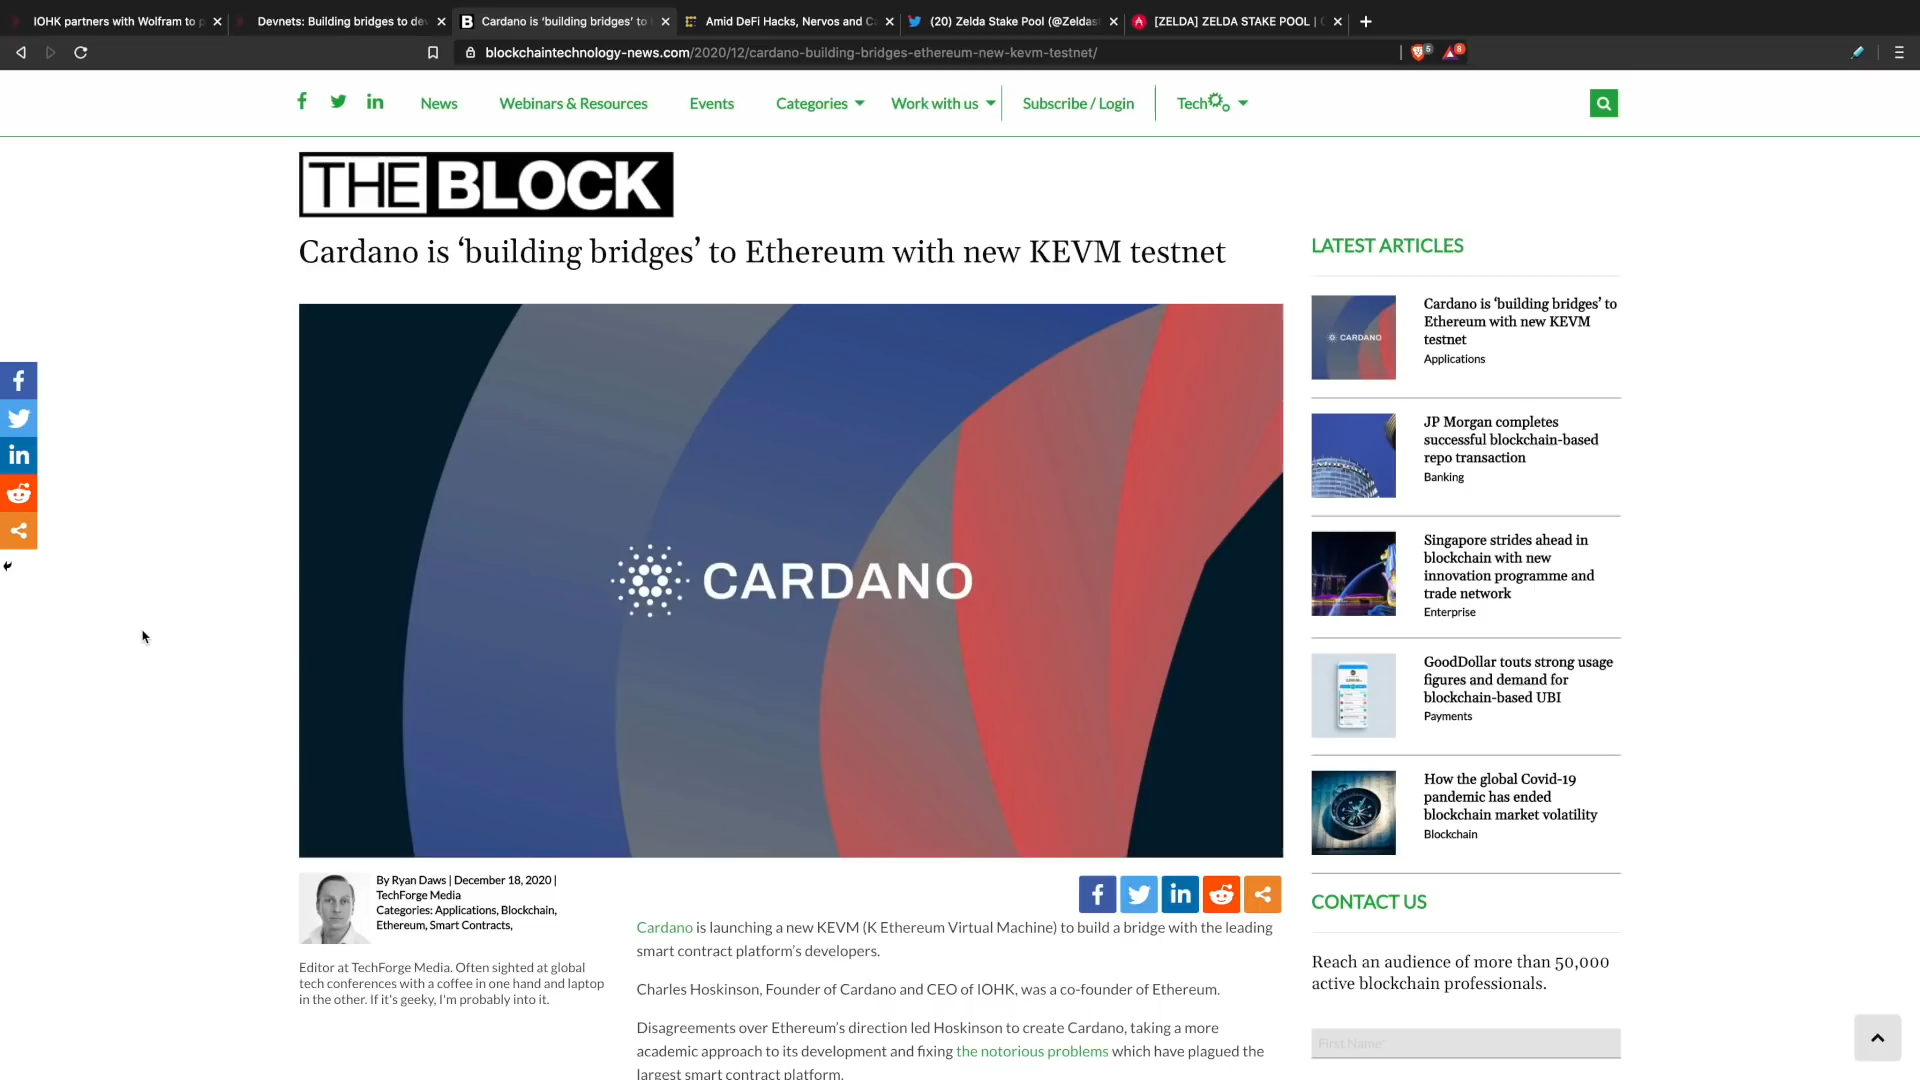 IOHK partners with Wolfram to p
Devnets: Building bridges to de
Cardano is ‘building bridges’ to
Amid DeFi Hacks, Nervos and C
(20) Zelda Stake Pool (@Zeldas
[ZELDA] ZELDA STAKE POOL |
blockchaintechnology-news.com/2020/12/cardano-building-bridges-ethereum-new-kevm-testnet/
5
8
News
Webinars & Resources
Events
Categories
Work with us
Subscribe / Login
Tech
THE BLOCK
Cardano is ‘building bridges’ to Ethereum with new KEVM testnet
CARDANO
By Ryan Daws | December 18, 2020 |
TechForge Media
Categories: Applications, Blockchain,
Ethereum, Smart Contracts,
Editor at TechForge Media. Often sighted at global
tech conferences with a coffee in one hand and laptop
in the other. If it's geeky, I'm probably into it.
Cardano is launching a new KEVM (K Ethereum Virtual Machine) to build a bridge with the leading
smart contract platform’s developers.
Charles Hoskinson, Founder of Cardano and CEO of IOHK, was a co-founder of Ethereum.
Disagreements over Ethereum’s direction led Hoskinson to create Cardano, taking a more
academic approach to its development and fixing the notorious problems which have plagued the
largest smart contract platform.
LATEST ARTICLES
CARDANO
Cardano is ‘building bridges’ to
Ethereum with new KEVM
testnet
Applications
JP Morgan completes
successful blockchain-based
repo transaction
Banking
Singapore strides ahead in
blockchain with new
innovation programme and
trade network
Enterprise
GoodDollar touts strong usage
figures and demand for
blockchain-based UBI
Payments
How the global Covid-19
pandemic has ended
blockchain market volatility
Blockchain
CONTACT US
Reach an audience of more than 50,000
active blockchain professionals.
First Name*